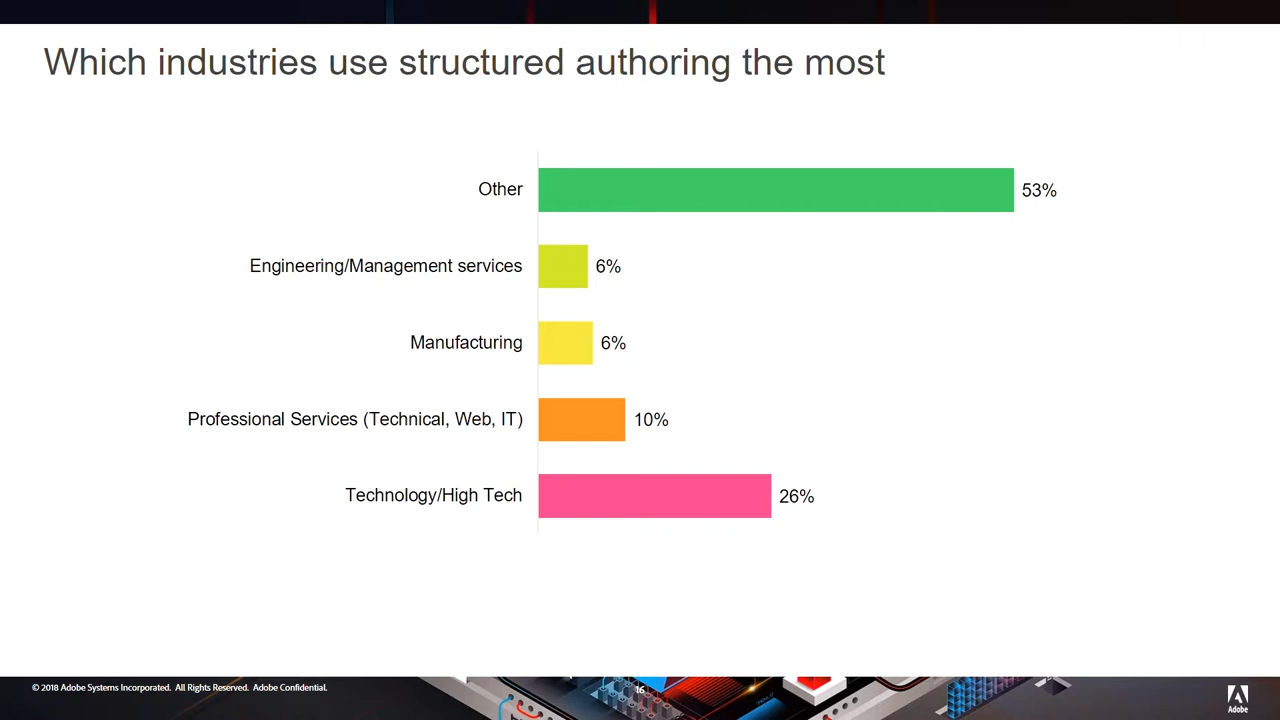 Which industries use structured authoring the most
Other
53%
Engineering/Management services
6%
Manufacturing
6%
Professional Services (Technical, Web, IT)
10%
Technology/High Tech
26%
© 2018 Adobe Systems Incorporated. All Rights Reserved. Adobe Confidential.
16
Adobe